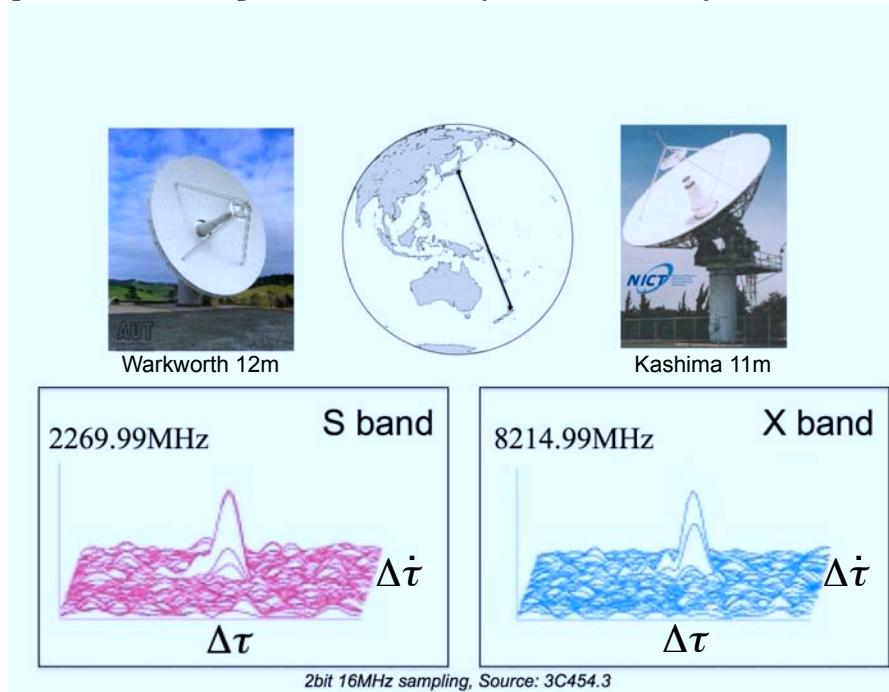 AUT
NICT
Warkworth 12m
Kashima 11m
S band
2269.99MHz
Δτ̇
Δτ
X band
8214.99MHz
Δτ̇
Δτ
2bit 16MHz sampling, Source: 3C454.3